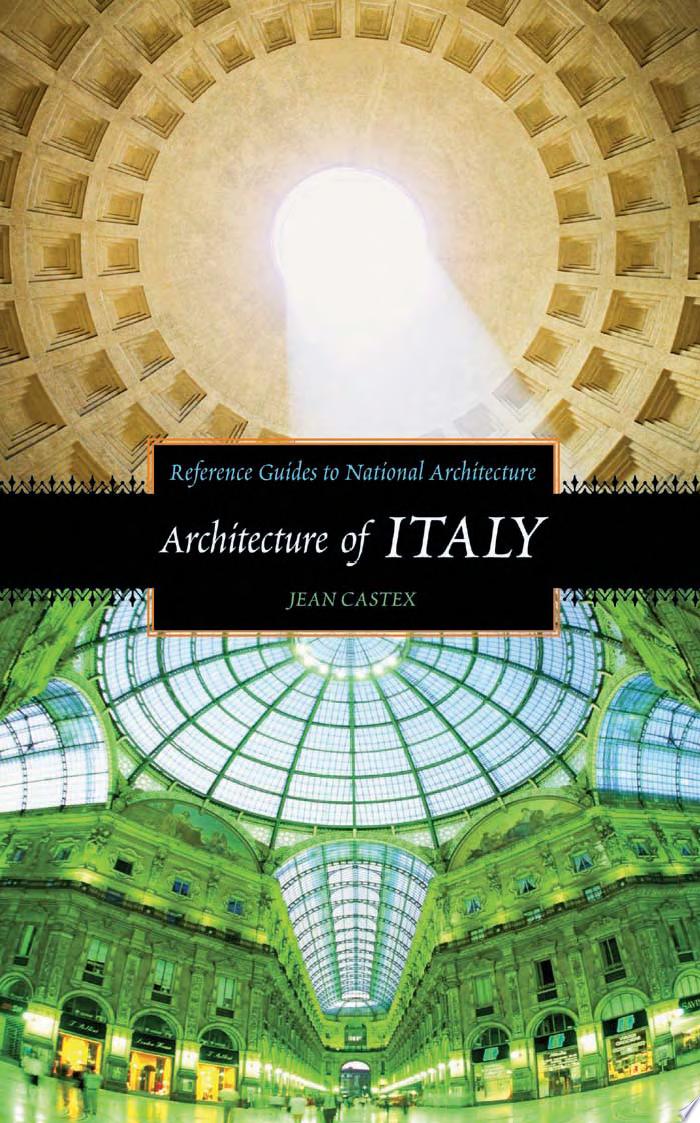 Reference Guides to National Architecture
Architecture of ITALY
JEAN CASTEX